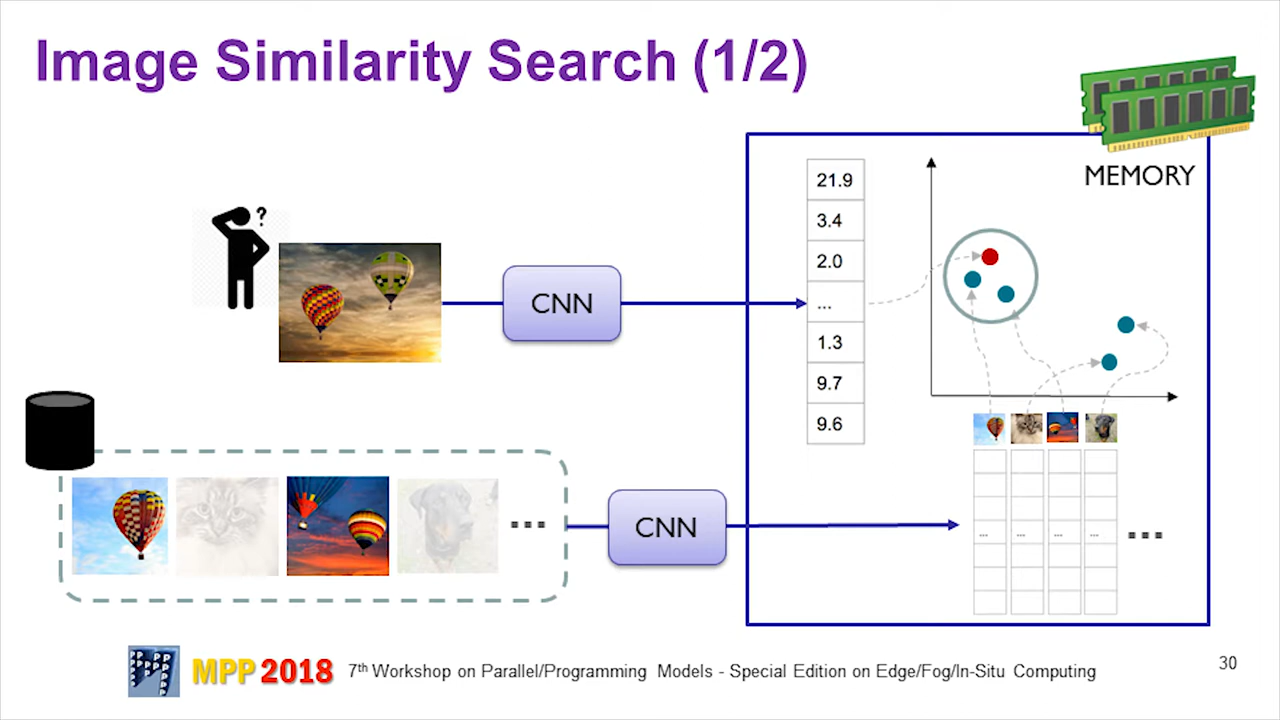 Image Similarity Search (1/2)
MEMORY
?
CNN
21.9
3.4
2.0
...
1.3
9.7
9.6
...
CNN
... ... ... ... ...
MPP 2018 7th Workshop on Parallel/Programming Models - Special Edition on Edge/Fog/In-Situ Computing
30